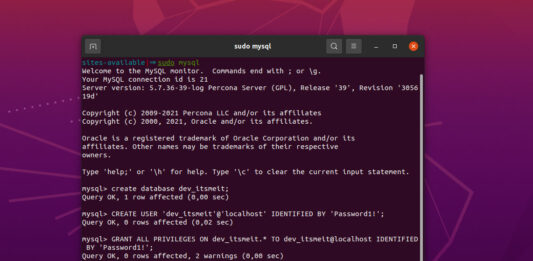 sudo mysql
sites-available|⇒ sudo mysql
Welcome to the MySQL monitor.  Commands end with ; or \g.
Your MySQL connection id is 21
Server version: 5.7.36-39-log Percona Server (GPL), Release '39', Revision '3056
19d'
Copyright (c) 2009-2021 Percona LLC and/or its affiliates
Copyright (c) 2000, 2021, Oracle and/or its affiliates.
Oracle is a registered trademark of Oracle Corporation and/or its
affiliates. Other names may be trademarks of their respective
owners.
Type 'help;' or '\h' for help. Type '\c' to clear the current input statement.
mysql> create database dev_itsmeit;
Query OK, 1 row affected (0,00 sec)
mysql> CREATE USER 'dev_itsmeit'@'localhost' IDENTIFIED BY 'Password1!';
Query OK, 0 rows affected (0,02 sec)
mysql> GRANT ALL PRIVILEGES ON dev_itsmeit.* TO dev_itsmeit@localhost IDENTIFIED
 BY 'Password1!';
Query OK, 0 rows affected, 2 warnings (0,00 sec)